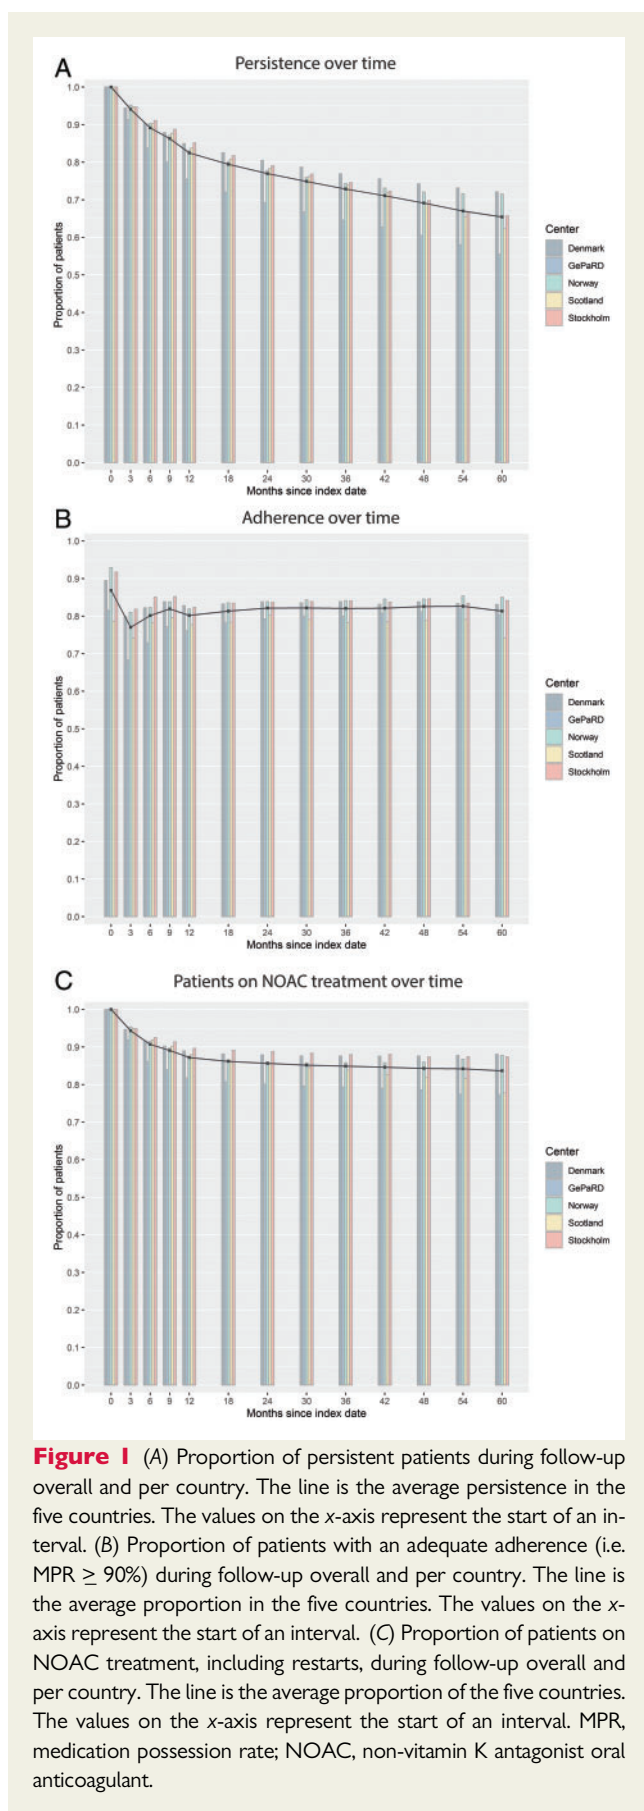 A
Persistence over time
1.0
0.9
0.8
0.7
0.6
0.5
0.4
0.3
0.2
0.1
0.0
Proportion of patients
0 3 6 9 12 18 24 30 36 42 48 54 60
Months since index date
Center
Denmark
GePaRD
Norway
Scotland
Stockholm
B
Adherence over time
1.0
0.9
0.8
0.7
0.6
0.5
0.4
0.3
0.2
0.1
0.0
Proportion of patients
0 3 6 9 12 18 24 30 36 42 48 54 60
Months since index date
Center
Denmark
GePaRD
Norway
Scotland
Stockholm
C
Patients on NOAC treatment over time
1.0
0.9
0.8
0.7
0.6
0.5
0.4
0.3
0.2
0.1
0.0
Proportion of patients
0 3 6 9 12 18 24 30 36 42 48 54 60
Months since index date
Center
Denmark
GePaRD
Norway
Scotland
Stockholm
Figure 1 (A) Proportion of persistent patients during follow-up
overall and per country. The line is the average persistence in the
five countries. The values on the x-axis represent the start of an in-
terval. (B) Proportion of patients with an adequate adherence (i.e.
MPR ≥ 90%) during follow-up overall and per country. The line is
the average proportion in the five countries. The values on the x-
axis represent the start of an interval. (C) Proportion of patients on
NOAC treatment, including restarts, during follow-up overall and
per country. The line is the average proportion of the five countries.
The values on the x-axis represent the start of an interval. MPR,
medication possession rate; NOAC, non-vitamin K antagonist oral
anticoagulant.